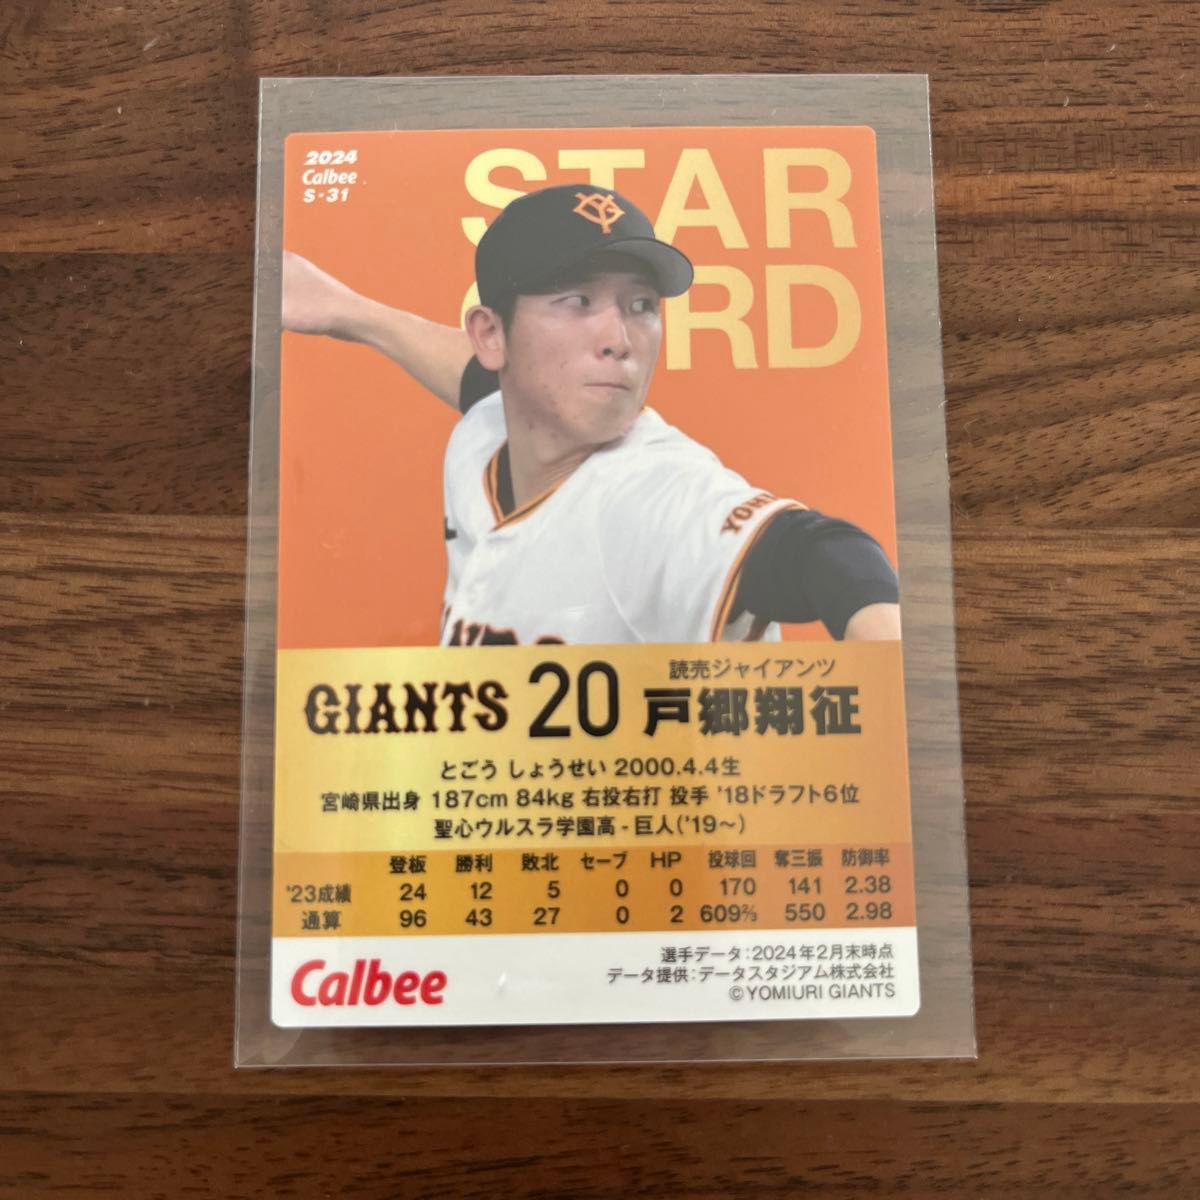 2024
Calbee
S-31
STAR
CARD
YG
YOMIU
GIANTS 20 読売ジャイアンツ
戸郷翔征
とごう しょうせい 2000.4.4生
宮崎県出身 187cm 84kg 右投右打 投手 '18ドラフト6位
聖心ウルスラ学園高 - 巨人('19〜)
登板 勝利 敗北 セーブ HP 投球回 奪三振 防御率
'23成績 24 12 5 0 0 170 141 2.38
通算 96 43 27 0 2 609⅔ 550 2.98
Calbee
選手データ:2024年2月末時点
データ提供:データスタジアム株式会社
©YOMIURI GIANTS